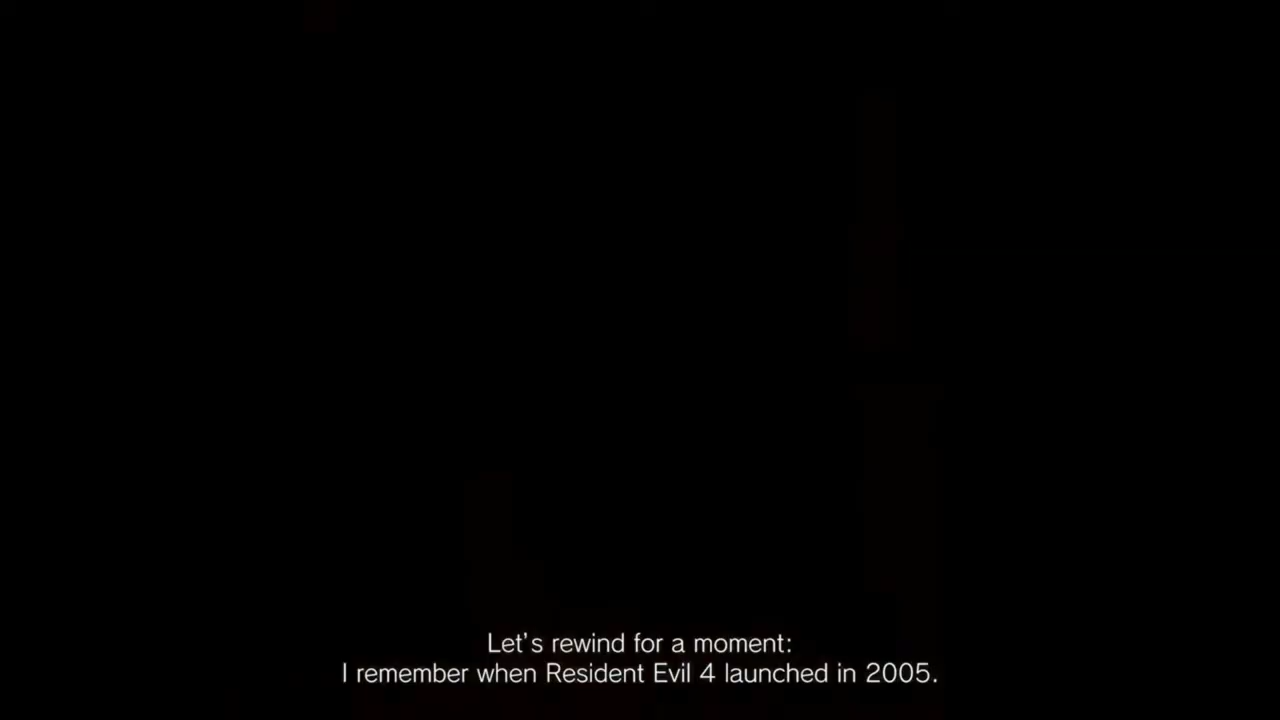 Let's rewind for a moment:
I remember when Resident Evil 4 launched in 2005.